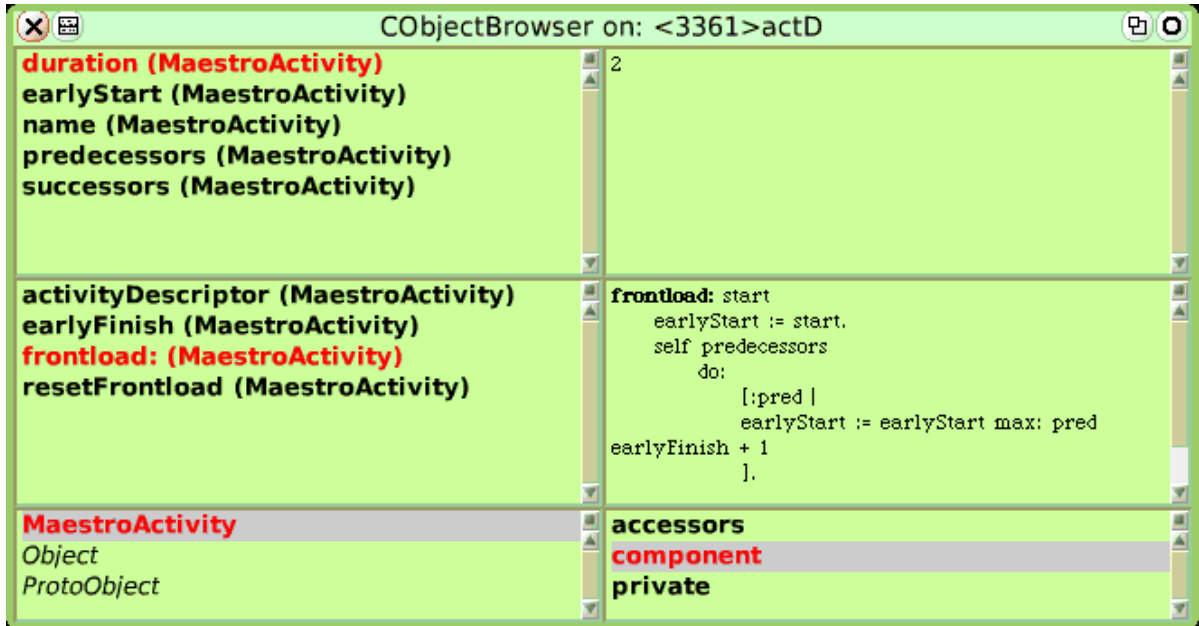 CObjectBrowser on: <3361>actD
duration (MaestroActivity)
earlyStart (MaestroActivity)
name (MaestroActivity)
predecessors (MaestroActivity)
successors (MaestroActivity)
2
activityDescriptor (MaestroActivity)
earlyFinish (MaestroActivity)
frontload: (MaestroActivity)
resetFrontload (MaestroActivity)
frontload: start
earlyStart := start.
self predecessors
do:
[:pred |
earlyStart := earlyStart max: pred
earlyFinish + 1
].
MaestroActivity
Object
ProtoObject
accessors
component
private